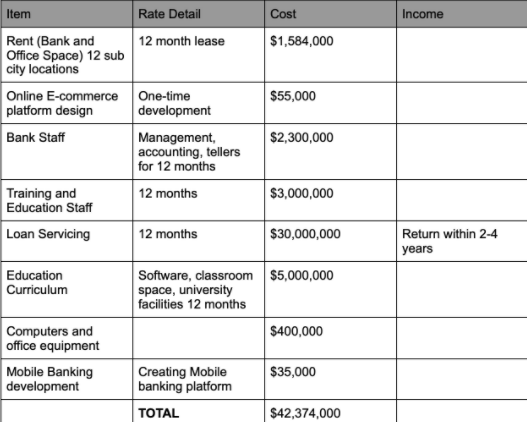 Item Rate Detail Cost Income
Rent (Bank and 12 month lease $1,584,000
Office Space) 12 sub
city locations
Online E-commerce One-time $55,000
platform design development
Bank Staff Management, $2,300,000
accounting, tellers
for 12 months
Training and 12 months $3,000,000
Education Staff
Loan Servicing 12 months $30,000,000 Return within 2-4
years
Education Software, classroom $5,000,000
Curriculum space, university
facilities 12 months
Computers and $400,000
office equipment
Mobile Banking Creating Mobile $35,000
development banking platform
TOTAL $42,374,000